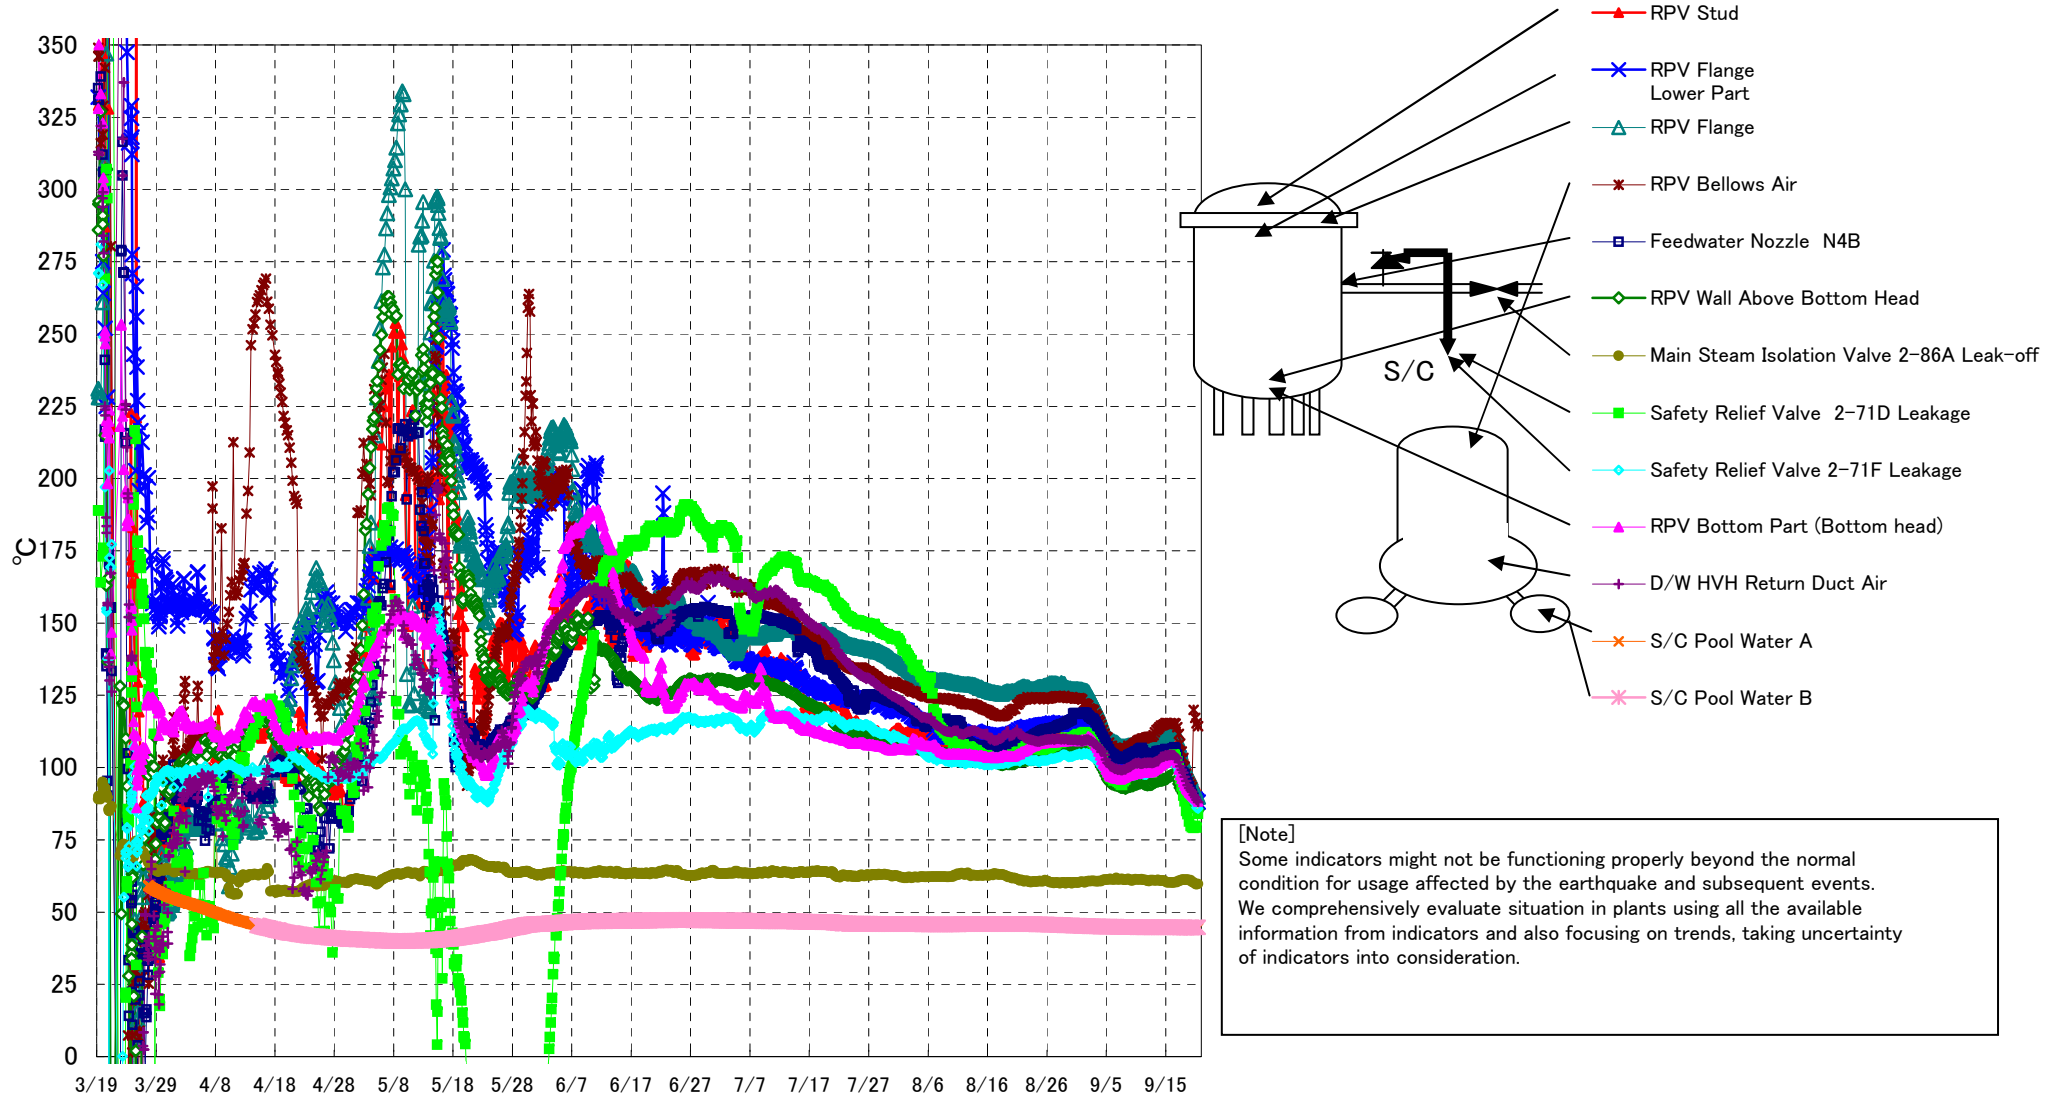 350
325
300
275
250
225
200
175
150
125
100
75
50
25
0
℃
3/19 3/29 4/8 4/18 4/28 5/8 5/18 5/28 6/7 6/17 6/27 7/7 7/17 7/27 8/6 8/16 8/26 9/5 9/15
RPV Stud
RPV Flange
Lower Part
RPV Flange
RPV Bellows Air
Feedwater Nozzle N4B
RPV Wall Above Bottom Head
Main Steam Isolation Valve 2-86A Leak-off
Safety Relief Valve 2-71D Leakage
Safety Relief Valve 2-71F Leakage
RPV Bottom Part (Bottom head)
D/W HVH Return Duct Air
S/C Pool Water A
S/C Pool Water B
S/C
[Note]
Some indicators might not be functioning properly beyond the normal
condition for usage affected by the earthquake and subsequent events.
We comprehensively evaluate situation in plants using all the available
information from indicators and also focusing on trends, taking uncertainty
of indicators into consideration.